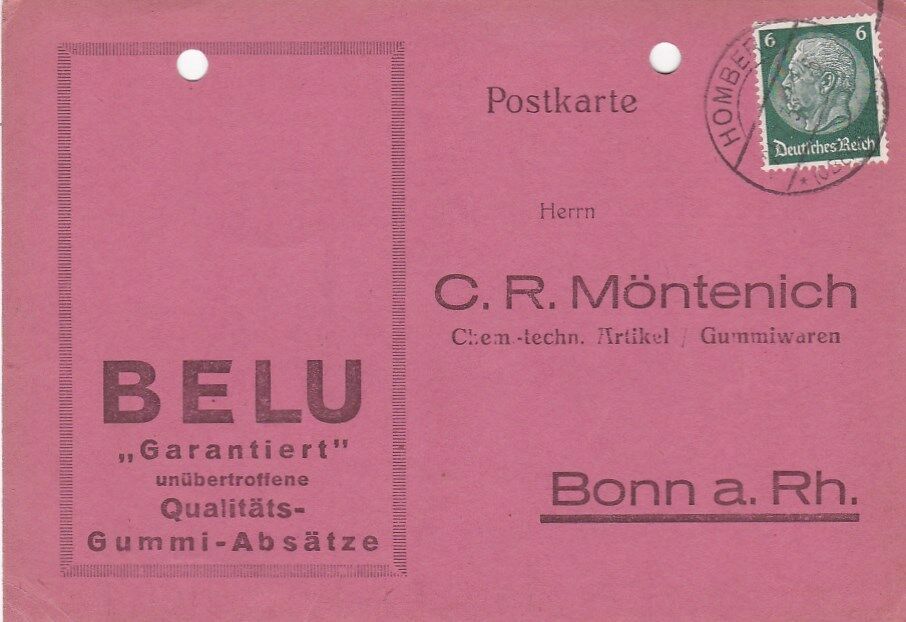 BELU
„Garantiert"
unübertroffene
Qualitäts-
Gummi-Absätze
Postkarte
6 6
Deutsches Reich
HOMBER
Herrn
C. R. Möntenich
Chem.-techn. Artikel / Gummiwaren
Bonn a. Rh.